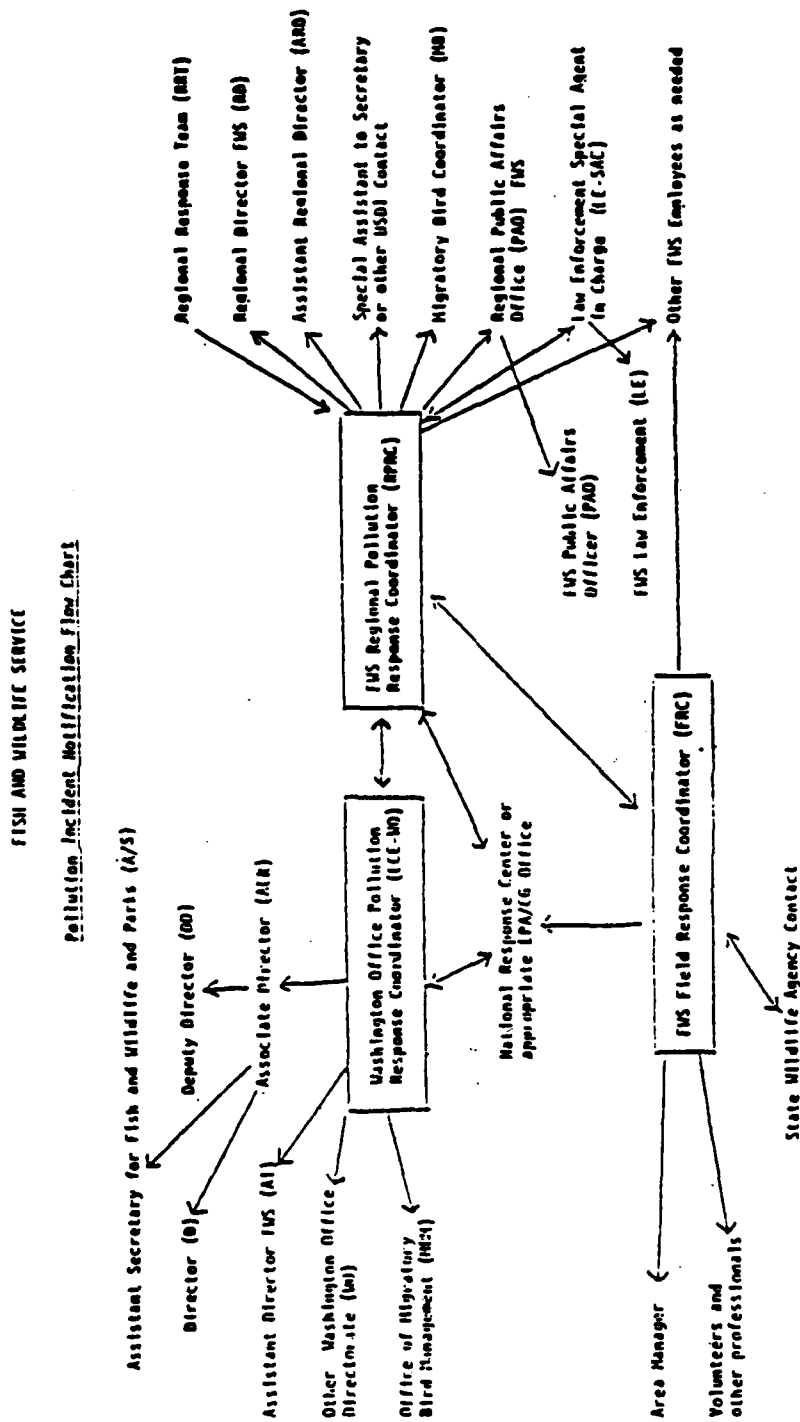 FISH AND WILDLIFE SERVICE
Pollution Incident Notification Flow Chart
Assistant Secretary for Fish and Wildlife and Parks (A/S)
Deputy Director (DD)
Director (D)
Associate Director (AER)
Assistant Director FWS (AI)
Other Washington Office
Directorate
Office of Migratory
Bird Management
Washington Office Pollution
Response Coordinator
FWS Regional Pollution
Response Coordinator (RPRC)
Regional Response Team (RRT)
Regional Director FWS (RD)
Assistant Regional Director (ARD)
Special Assistant to Secretary
or other USDI Contact
Migratory Bird Coordinator (MB)
Regional Public Affairs
Office (PAO) FWS
Law Enforcement Special Agent
in Charge (LE-SAC)
FWS Public Affairs
Officer (PAO)
FWS Law Enforcement (LE)
Other FWS Employees as needed
National Response Center or
appropriate EPA/CG Office
FWS Field Response Coordinator (FRC)
Area Manager
Volunteers and
other professionals
State Wildlife Agency Contact